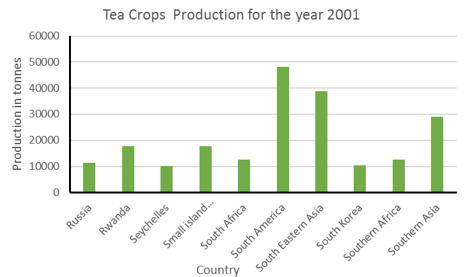 Tea Crops  Production for the year 2001
Production in tonnes
60000
50000
40000
30000
20000
10000
0
Russia
Rwanda
Seychelles
Small island...
South Africa
South America
South Eastern Asia
South Korea
Southern Africa
Southern Asia
Country